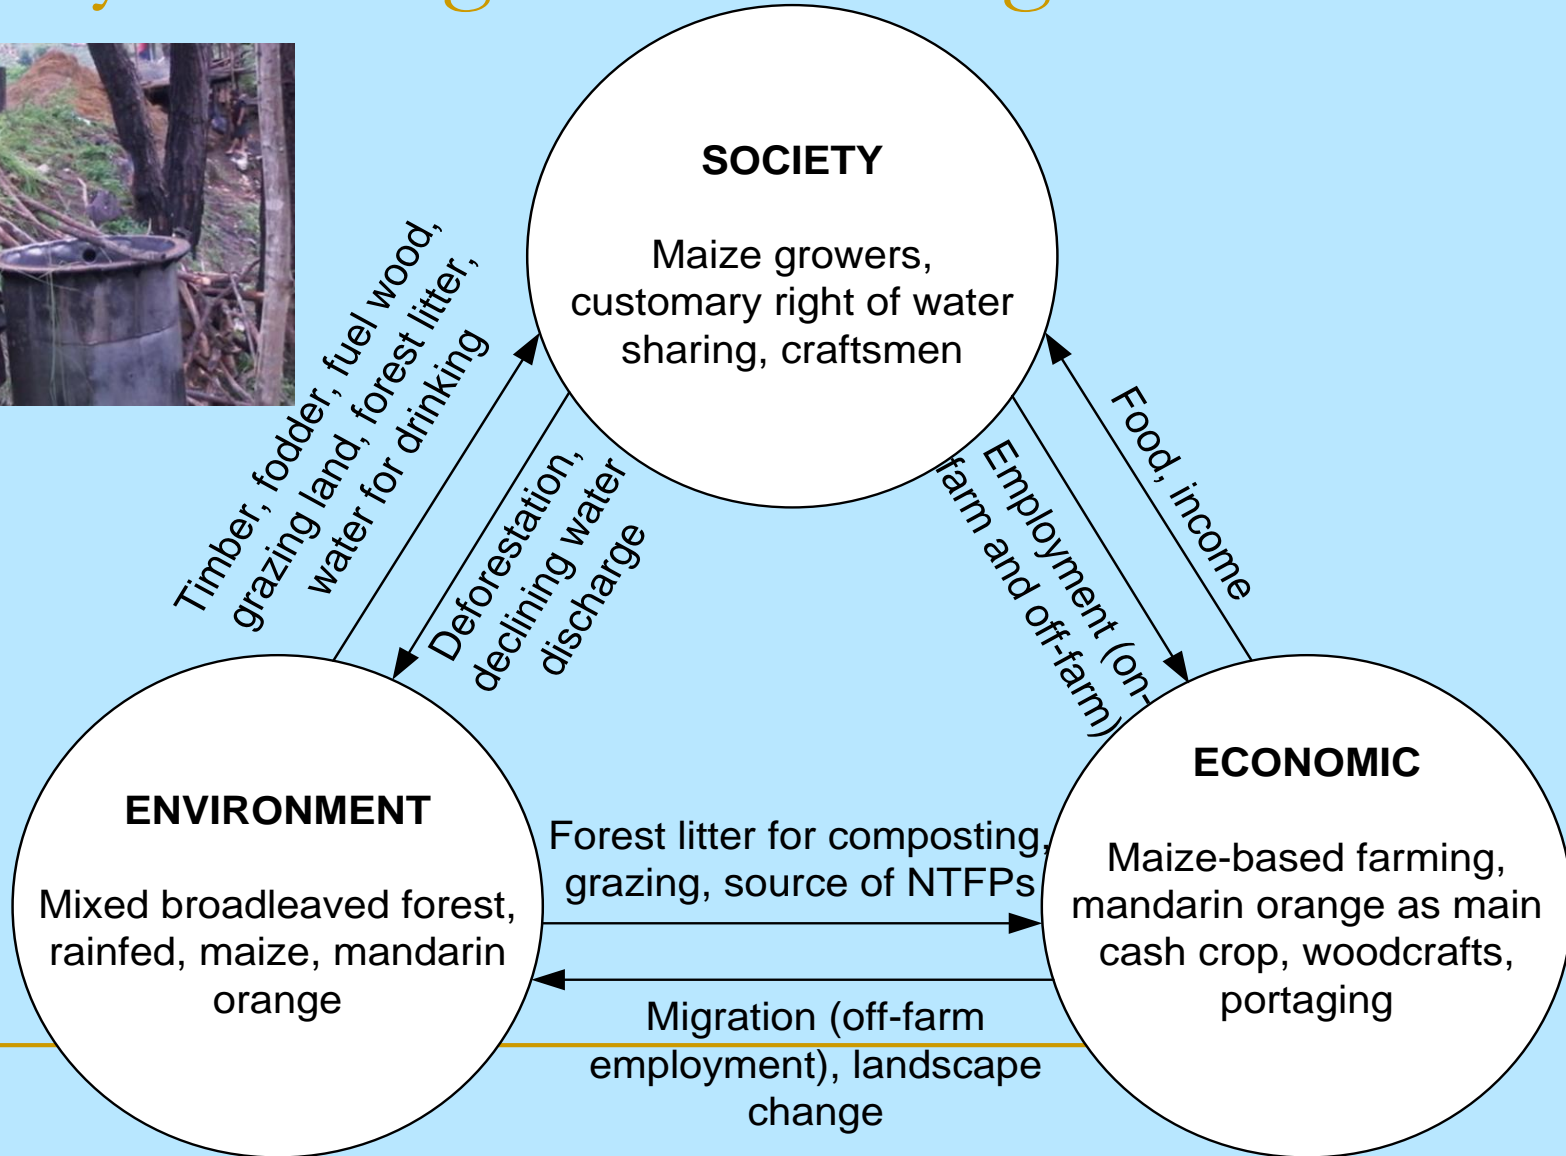 SOCIETY
Maize growers,
customary right of water
sharing, craftsmen
Timber, fodder, fuel wood,
grazing land, forest litter,
water for drinking
Deforestation,
declining water
discharge
Employment (on-
farm and off-farm)
Food, income
ENVIRONMENT
Mixed broadleaved forest,
rainfed, maize, mandarin
orange
Forest litter for composting,
grazing, source of NTFPs
Migration (off-farm
employment), landscape
change
ECONOMIC
Maize-based farming,
mandarin orange as main
cash crop, woodcrafts,
portaging